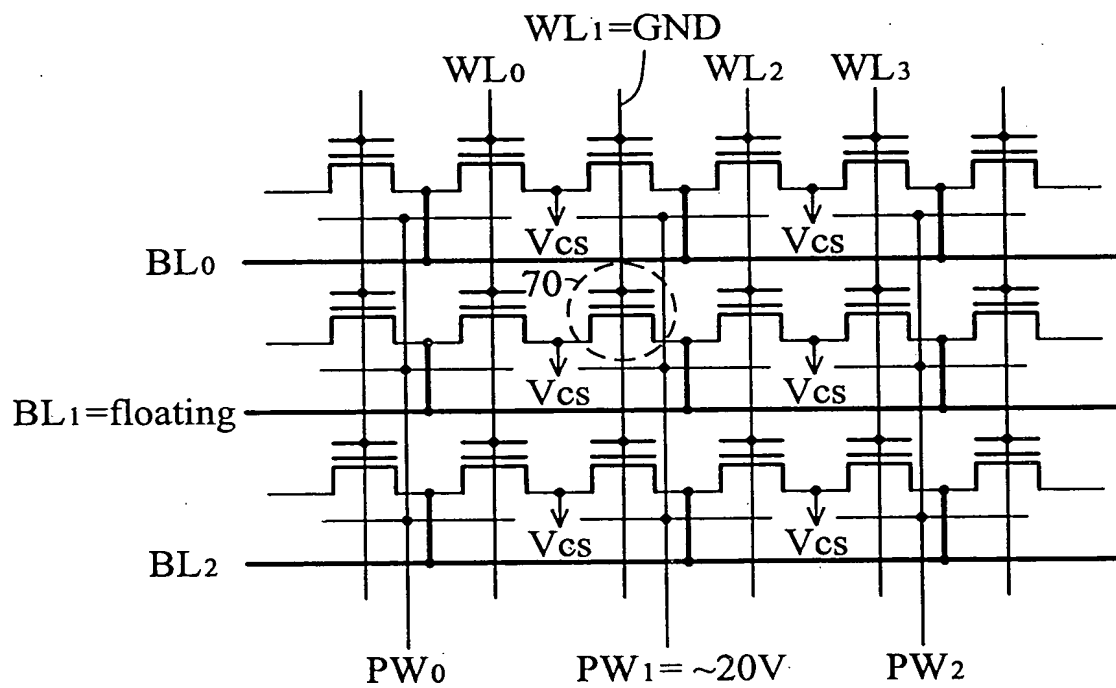 WL1=GND
WL0 WL2 WL3
Vcs Vcs
BL0
70
Vcs Vcs
BL1=floating
Vcs Vcs
BL2
PW0 PW1= ~20V PW2